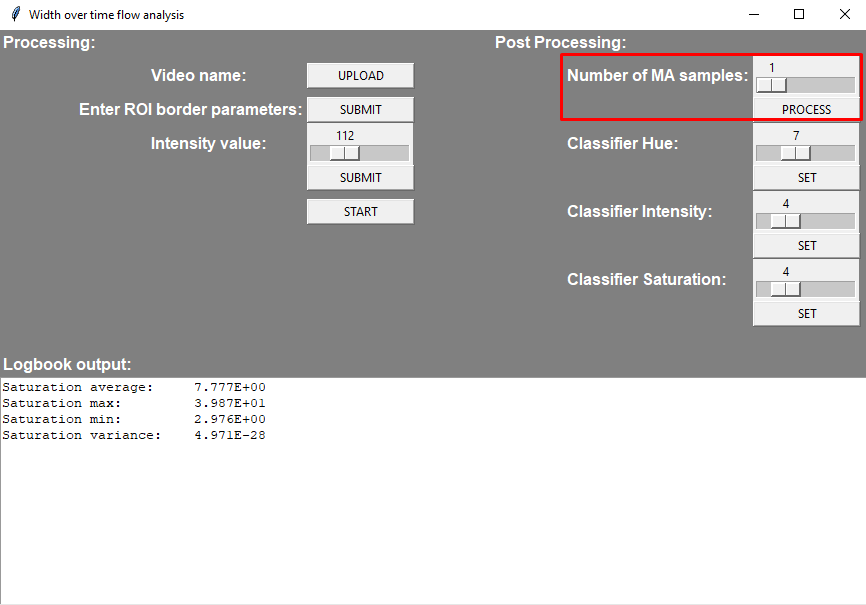 Width over time flow analysis
Processing:
Video name:
UPLOAD
Enter ROI border parameters:
SUBMIT
Intensity value:
112
SUBMIT
START
Post Processing:
Number of MA samples:
1
PROCESS
Classifier Hue:
7
SET
Classifier Intensity:
4
SET
Classifier Saturation:
4
SET
Logbook output:
Saturation average: 7.777E+00
Saturation max: 3.987E+01
Saturation min: 2.976E+00
Saturation variance: 4.971E-28